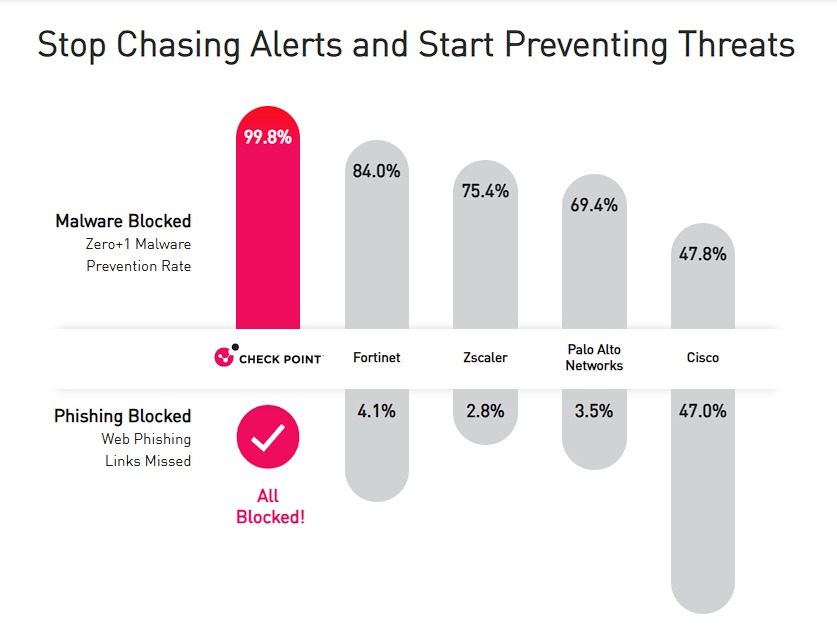 Stop Chasing Alerts and Start Preventing Threats
99.8%
84.0%
75.4%
69.4%
47.8%
Malware Blocked
Zero+1 Malware
Prevention Rate
CHECK POINT
Fortinet
Zscaler
Palo Alto
Networks
Cisco
Phishing Blocked
Web Phishing
Links Missed
All
Blocked!
4.1%
2.8%
3.5%
47.0%